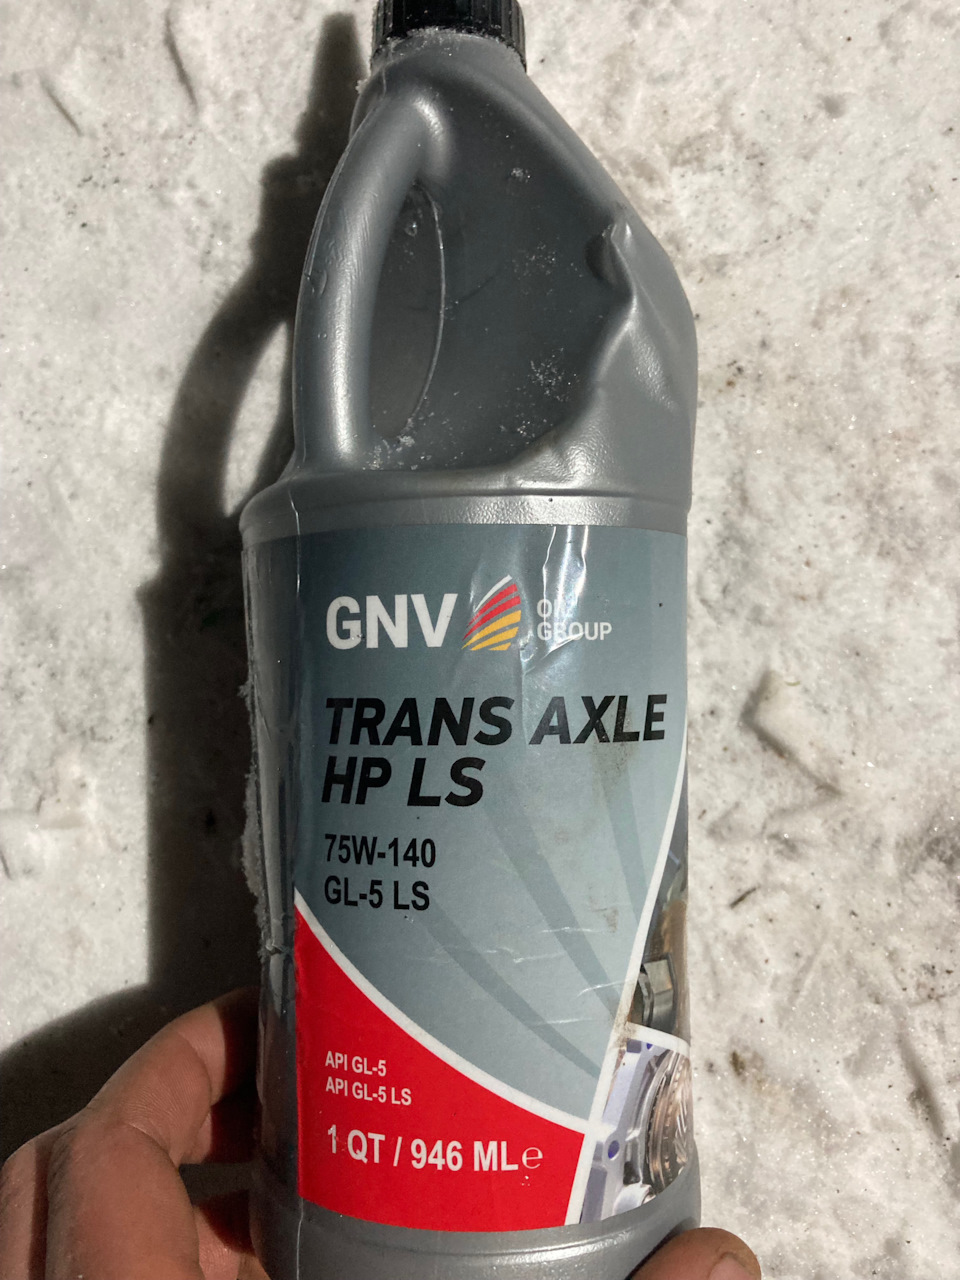 GNV OIL
GROUP
TRANS AXLE
HP LS
75W-140
GL-5 LS
API GL-5
API GL-5 LS
1 QT / 946 ML ℮